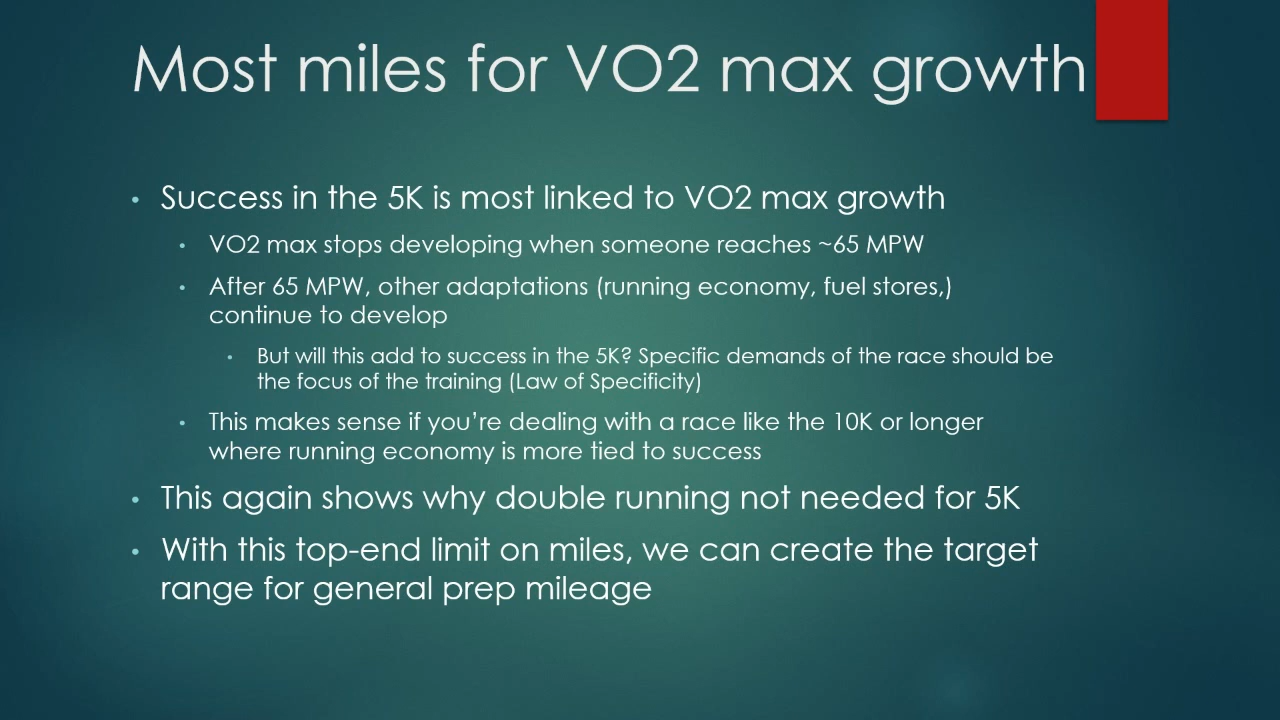 Most miles for VO2 max growth
• Success in the 5K is most linked to VO2 max growth
• VO2 max stops developing when someone reaches ~65 MPW
• After 65 MPW, other adaptations (running economy, fuel stores,)
continue to develop
• But will this add to success in the 5K? Specific demands of the race should be
the focus of the training (Law of Specificity)
• This makes sense if you’re dealing with a race like the 10K or longer
where running economy is more tied to success
• This again shows why double running not needed for 5K
• With this top-end limit on miles, we can create the target
range for general prep mileage